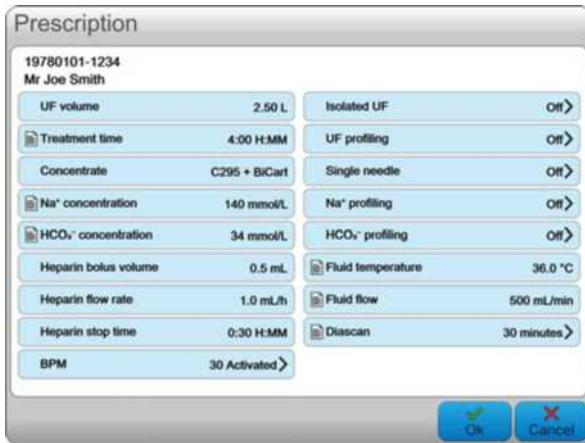 Prescription
19780101-1234
Mr Joe Smith
UF volume 2.50 L
Treatment time 4:00 H:MM
Concentrate C295 + BiCart
Na⁺ concentration 140 mmol/L
HCO₃⁻ concentration 34 mmol/L
Heparin bolus volume 0.5 mL
Heparin flow rate 1.0 mL/h
Heparin stop time 0:30 H:MM
BPM 30 Activated
Isolated UF Off
UF profiling Off
Single needle Off
Na⁺ profiling Off
HCO₃⁻ profiling Off
Fluid temperature 36.0 °C
Fluid flow 500 mL/min
Diascan 30 minutes
Ok Cancel